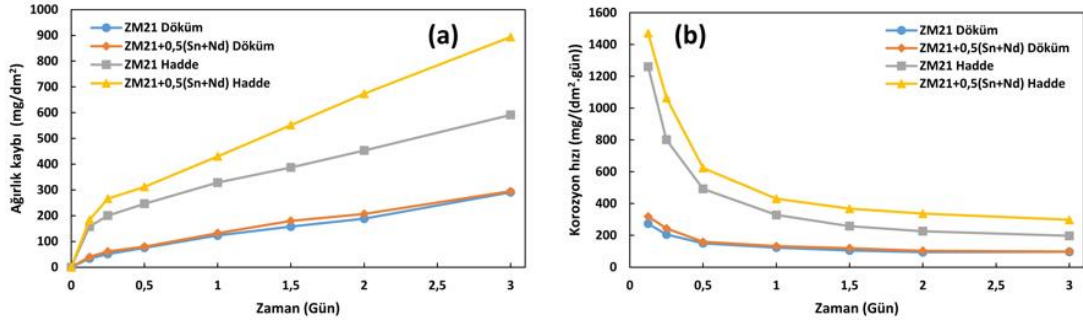 (a)
ZM21 Döküm
ZM21+0,5(Sn+Nd) Döküm
ZM21 Hadde
ZM21+0,5(Sn+Nd) Hadde
Ağırlık kaybı (mg/dm²)
1000
900
800
700
600
500
400
300
200
100
0
0
0,5
1
1,5
2
2,5
3
Zaman (Gün)
(b)
ZM21 Döküm
ZM21+0,5(Sn+Nd) Döküm
ZM21 Hadde
ZM21+0,5(Sn+Nd) Hadde
Korozyon hızı (mg/(dm².gün))
1600
1400
1200
1000
800
600
400
200
0
0
0,5
1
1,5
2
2,5
3
Zaman (Gün)